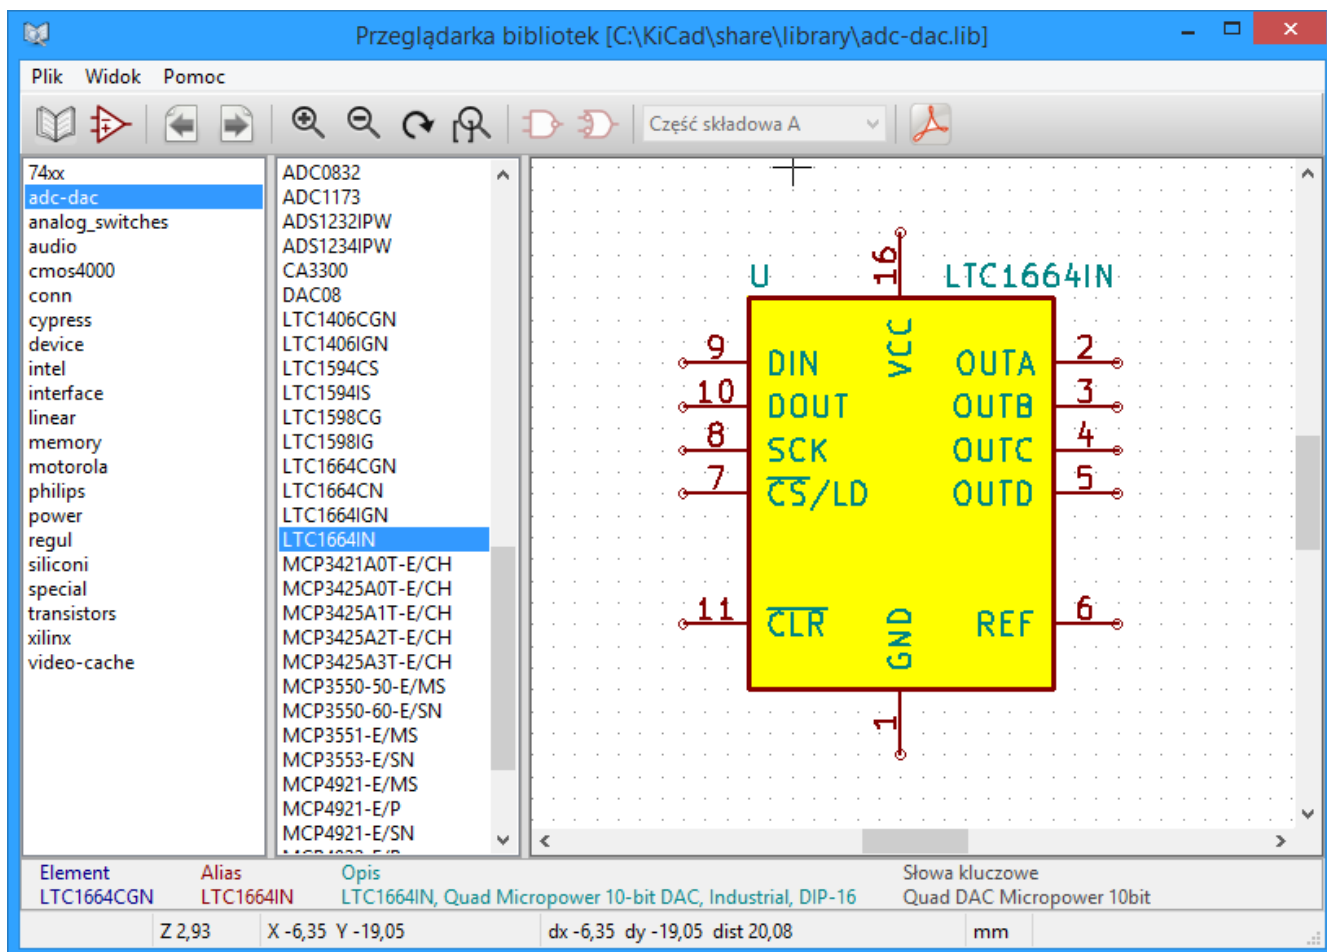 Przeglądarka bibliotek [C:\KiCad\share\library\adc-dac.lib]
Plik Widok Pomoc
Część składowa A
74xx
adc-dac
analog_switches
audio
cmos4000
conn
cypress
device
intel
interface
linear
memory
motorola
philips
power
regul
siliconi
special
transistors
xilinx
video-cache
ADC0832
ADC1173
ADS1232IPW
ADS1234IPW
CA3300
DAC08
LTC1406CGN
LTC1406IGN
LTC1594CS
LTC1594IS
LTC1598CG
LTC1598IG
LTC1664CGN
LTC1664CN
LTC1664IGN
LTC1664IN
MCP3421A0T-E/CH
MCP3425A0T-E/CH
MCP3425A1T-E/CH
MCP3425A2T-E/CH
MCP3425A3T-E/CH
MCP3550-50-E/MS
MCP3550-60-E/SN
MCP3551-E/MS
MCP3553-E/SN
MCP4921-E/MS
MCP4921-E/P
MCP4921-E/SN
U 16 LTC1664IN
VCC
9 DIN OUTA 2
10 DOUT OUTB 3
8 SCK OUTC 4
7 CS/LD OUTD 5
11 CLR REF 6
GND
1
Element Alias Opis Słowa kluczowe
LTC1664CGN LTC1664IN LTC1664IN, Quad Micropower 10-bit DAC, Industrial, DIP-16 Quad DAC Micropower 10bit
Z 2,93 X -6,35 Y -19,05 dx -6,35 dy -19,05 dist 20,08 mm